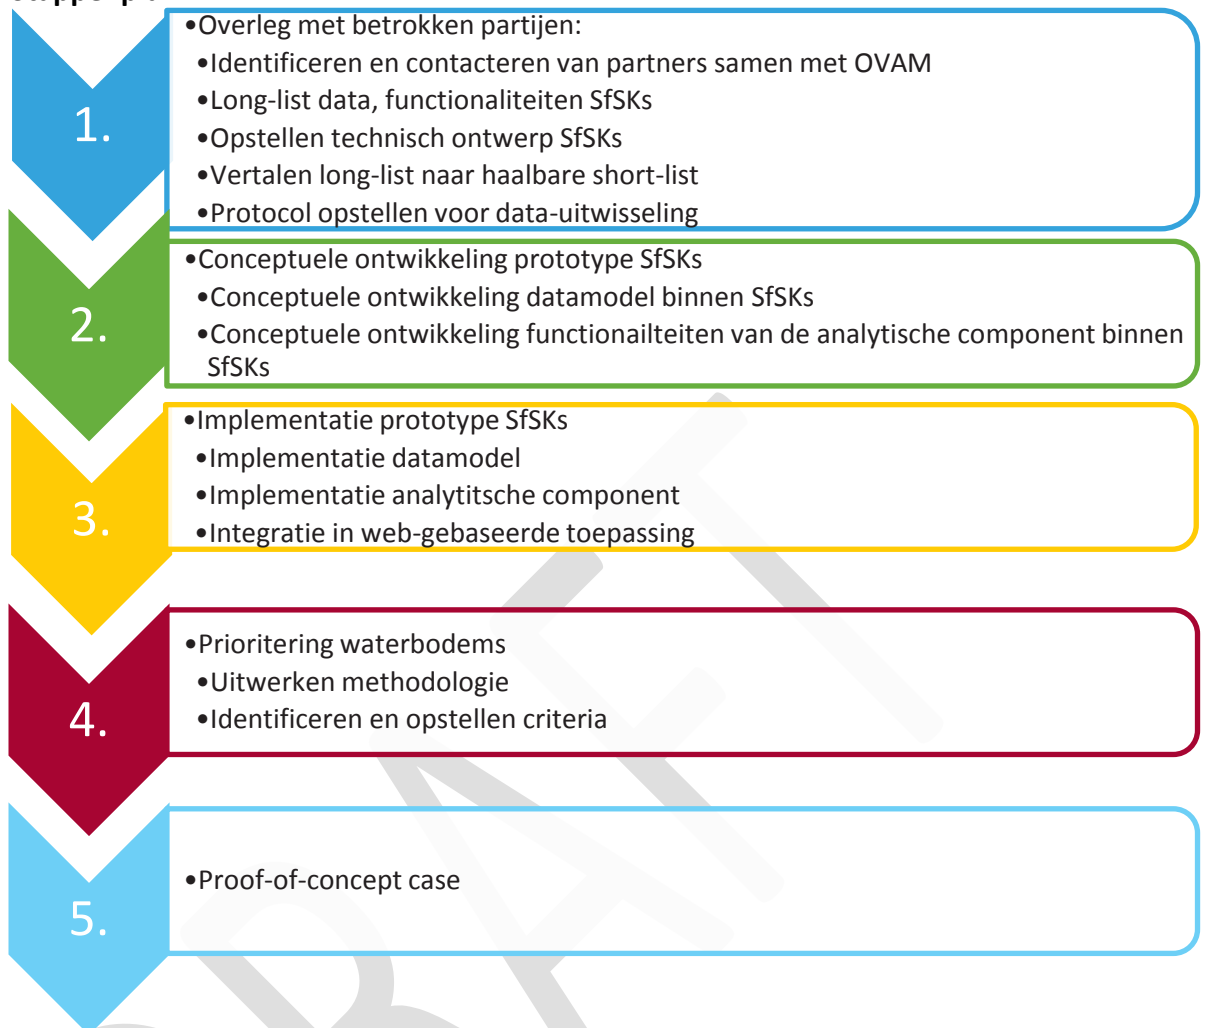 1.
•Overleg met betrokken partijen:
•Identificeren en contacteren van partners samen met OVAM
•Long-list data, functionaliteiten SfSKs
•Opstellen technisch ontwerp SfSKs
•Vertalen long-list naar haalbare short-list
•Protocol opstellen voor data-uitwisseling
2.
•Conceptuele ontwikkeling prototype SfSKs
•Conceptuele ontwikkeling datamodel binnen SfSKs
•Conceptuele ontwikkeling functionailteiten van de analytische component binnen
SfSKs
3.
•Implementatie prototype SfSKs
•Implementatie datamodel
•Implementatie analytitsche component
•Integratie in web-gebaseerde toepassing
4.
•Prioritering waterbodems
•Uitwerken methodologie
•Identificeren en opstellen criteria
5.
•Proof-of-concept case
DRAFT